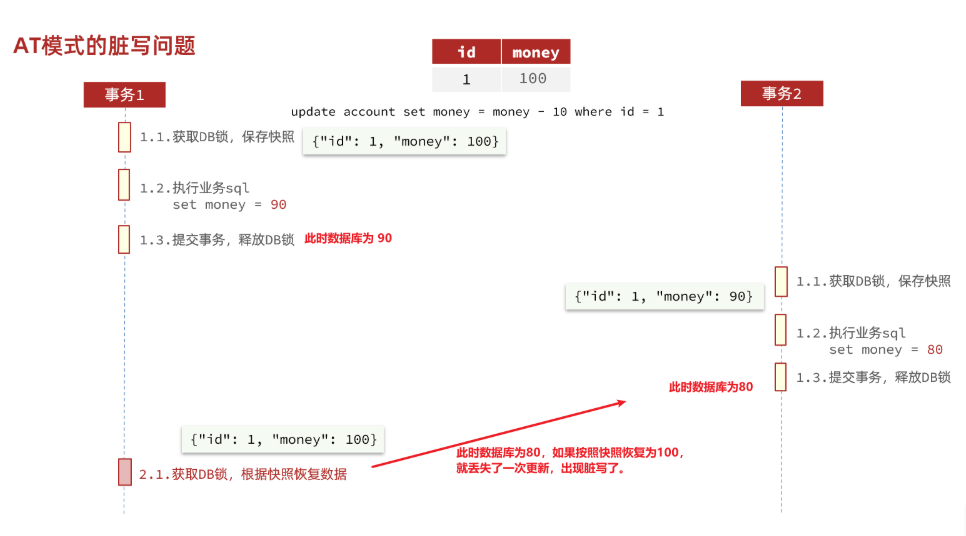 AT模式的脏写问题
id money
1 100
事务1
事务2
update account set money = money - 10 where id = 1
1.1.获取DB锁，保存快照
{"id": 1, "money": 100}
1.2.执行业务sql
set money = 90
1.3.提交事务，释放DB锁
此时数据库为 90
1.1.获取DB锁，保存快照
{"id": 1, "money": 90}
1.2.执行业务sql
set money = 80
1.3.提交事务，释放DB锁
此时数据库为80
{"id": 1, "money": 100}
2.1.获取DB锁，根据快照恢复数据
此时数据库为80，如果按照快照恢复为100，
就丢失了一次更新，出现脏写了。